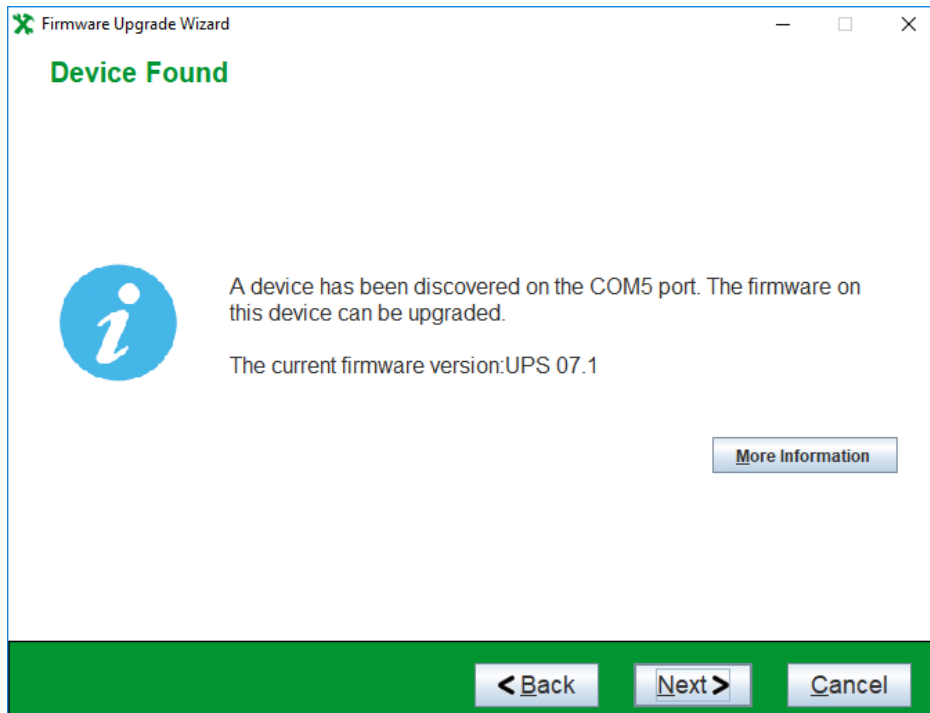 Firmware Upgrade Wizard
Device Found
A device has been discovered on the COM5 port. The firmware on
this device can be upgraded.
The current firmware version:UPS 07.1
More Information
< Back
Next >
Cancel